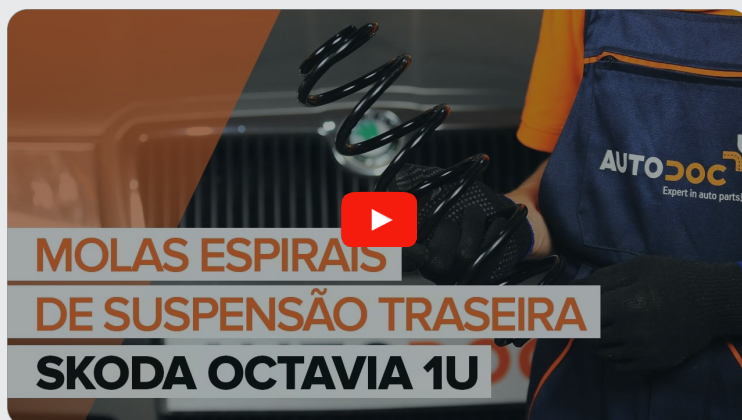 AUTODOC
Expert in auto parts
MOLAS ESPIRAIS
DE SUSPENSÃO TRASEIRA
SKODA OCTAVIA 1U